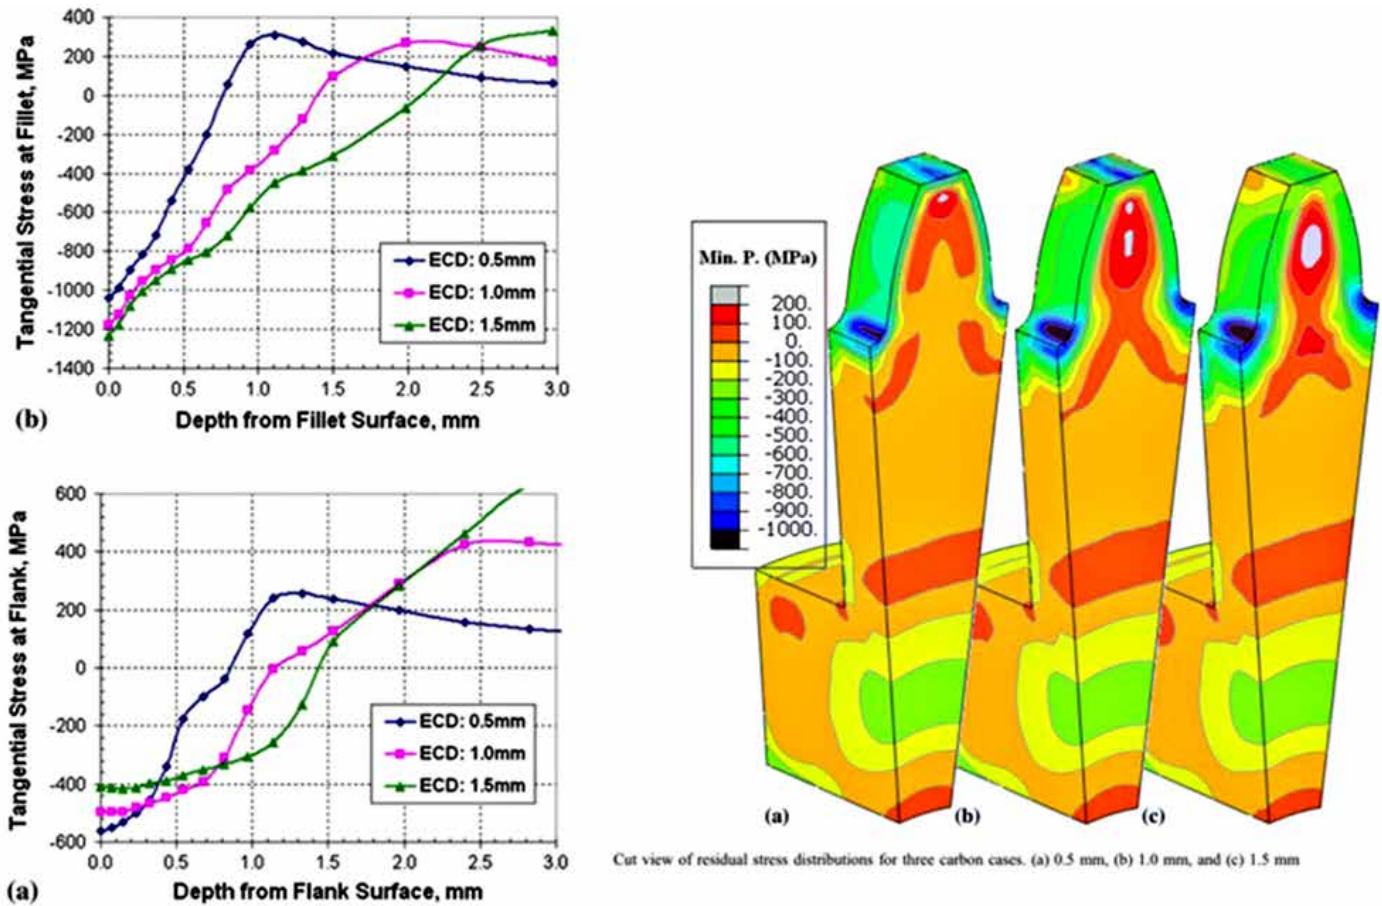 400
200
0
-200
-400
-600
-800
-1000
-1200
-1400
Tangential Stress at Fillet, MPa
ECD: 0.5mm
ECD: 1.0mm
ECD: 1.5mm
0.0 0.5 1.0 1.5 2.0 2.5 3.0
(b) Depth from Fillet Surface, mm
600
400
200
0
-200
-400
-600
Tangential Stress at Flank, MPa
ECD: 0.5mm
ECD: 1.0mm
ECD: 1.5mm
0.0 0.5 1.0 1.5 2.0 2.5 3.0
(a) Depth from Flank Surface, mm
Min. P. (MPa)
200.
100.
0.
-100.
-200.
-300.
-400.
-500.
-600.
-700.
-800.
-900.
-1000.
(a) (b) (c)
Cut view of residual stress distributions for three carbon cases. (a) 0.5 mm, (b) 1.0 mm, and (c) 1.5 mm